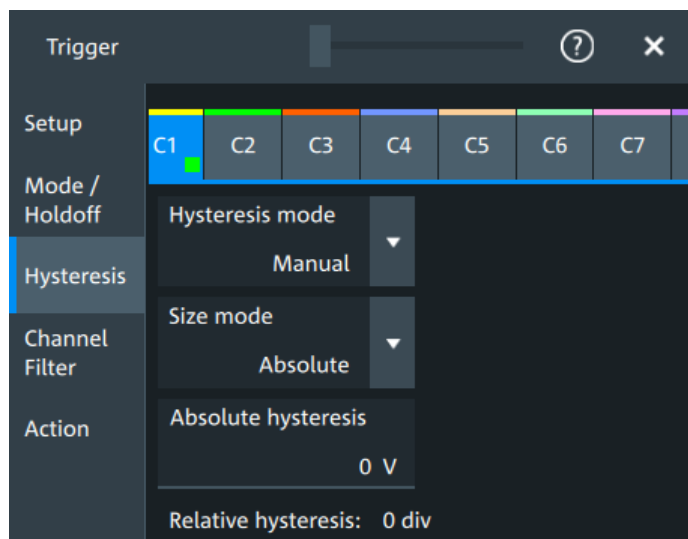 Trigger
?
Setup
Mode /
Holdoff
Hysteresis
Channel
Filter
Action
C1
C2
C3
C4
C5
C6
C7
Hysteresis mode
Manual
Size mode
Absolute
Absolute hysteresis
0 V
Relative hysteresis: 0 div